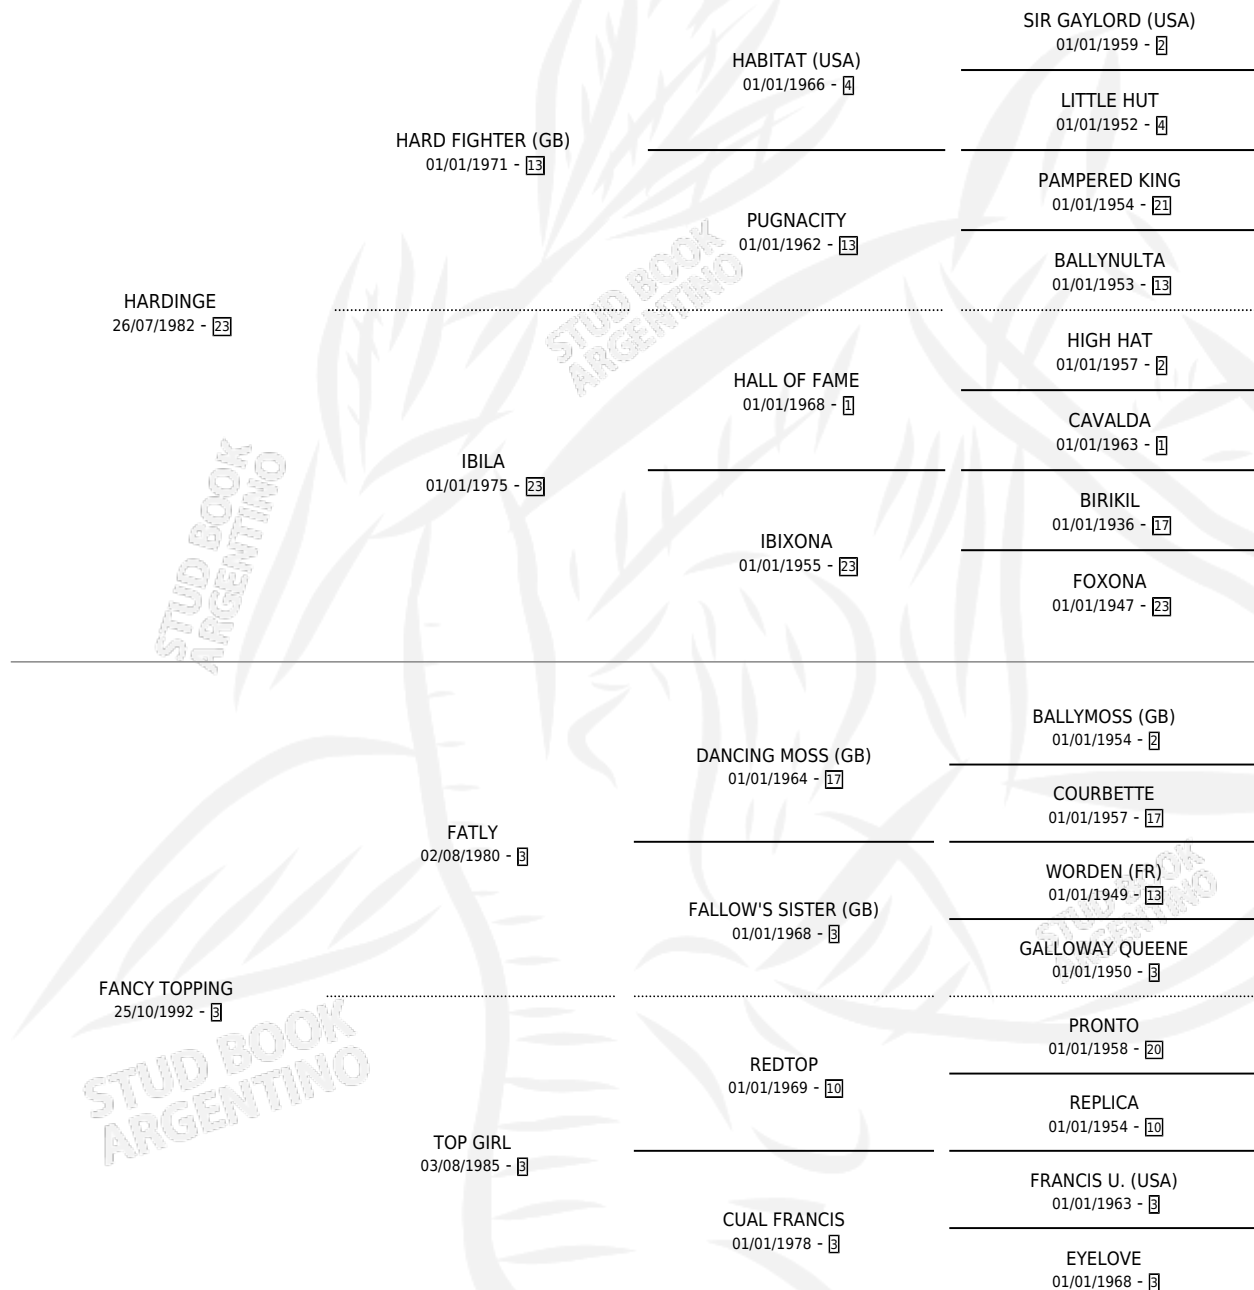 SIR GAYLORD (USA)
01/01/1959 - 2
HABITAT (USA)
01/01/1966 - 4
LITTLE HUT
01/01/1952 - 4
HARD FIGHTER (GB)
01/01/1971 - 13
PAMPERED KING
01/01/1954 - 21
PUGNACITY
01/01/1962 - 13
BALLYNULTA
01/01/1953 - 13
HARDINGE
26/07/1982 - 23
STUD BOOK
ARGENTINO
HIGH HAT
01/01/1957 - 2
HALL OF FAME
01/01/1968 - 1
CAVALDA
01/01/1963 - 1
IBILA
01/01/1975 - 23
BIRIKIL
01/01/1936 - 17
IBIXONA
01/01/1955 - 23
FOXONA
01/01/1947 - 23
STUD BOOK
ARGENTINO
BALLYMOSS (GB)
01/01/1954 - 2
DANCING MOSS (GB)
01/01/1964 - 17
COURBETTE
01/01/1957 - 17
FATLY
02/08/1980 - 3
WORDEN (FR)
01/01/1949 - 13
FALLOW'S SISTER (GB)
01/01/1968 - 3
STUD BOOK
ARGENTINO
GALLOWAY QUEENE
01/01/1950 - 3
FANCY TOPPING
25/10/1992 - 3
STUD BOOK
ARGENTINO
PRONTO
01/01/1958 - 20
REDTOP
01/01/1969 - 10
REPLICA
01/01/1954 - 10
TOP GIRL
03/08/1985 - 3
FRANCIS U. (USA)
01/01/1963 - 3
CUAL FRANCIS
01/01/1978 - 3
EYELOVE
01/01/1968 - 3